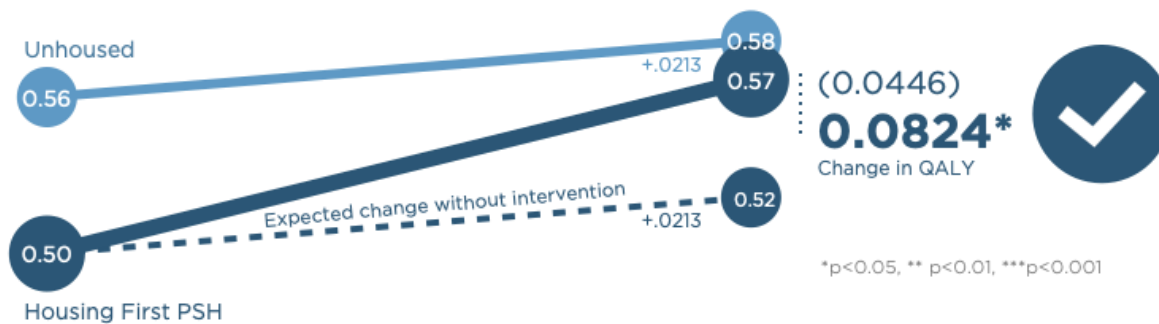 Unhoused
0.56
0.58
+.0213
0.57
(0.0446)
0.0824*
Change in QALY
Expected change without intervention
0.52
+.0213
0.50
*p<0.05, ** p<0.01, ***p<0.001
Housing First PSH